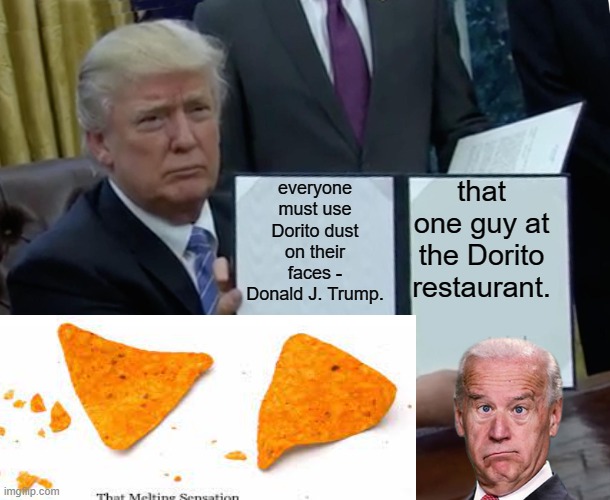 everyone
must use
Dorito dust
on their
faces -
Donald J. Trump.
that
one guy at
the Dorito
restaurant.
That Melting Sensation
imgflip.com